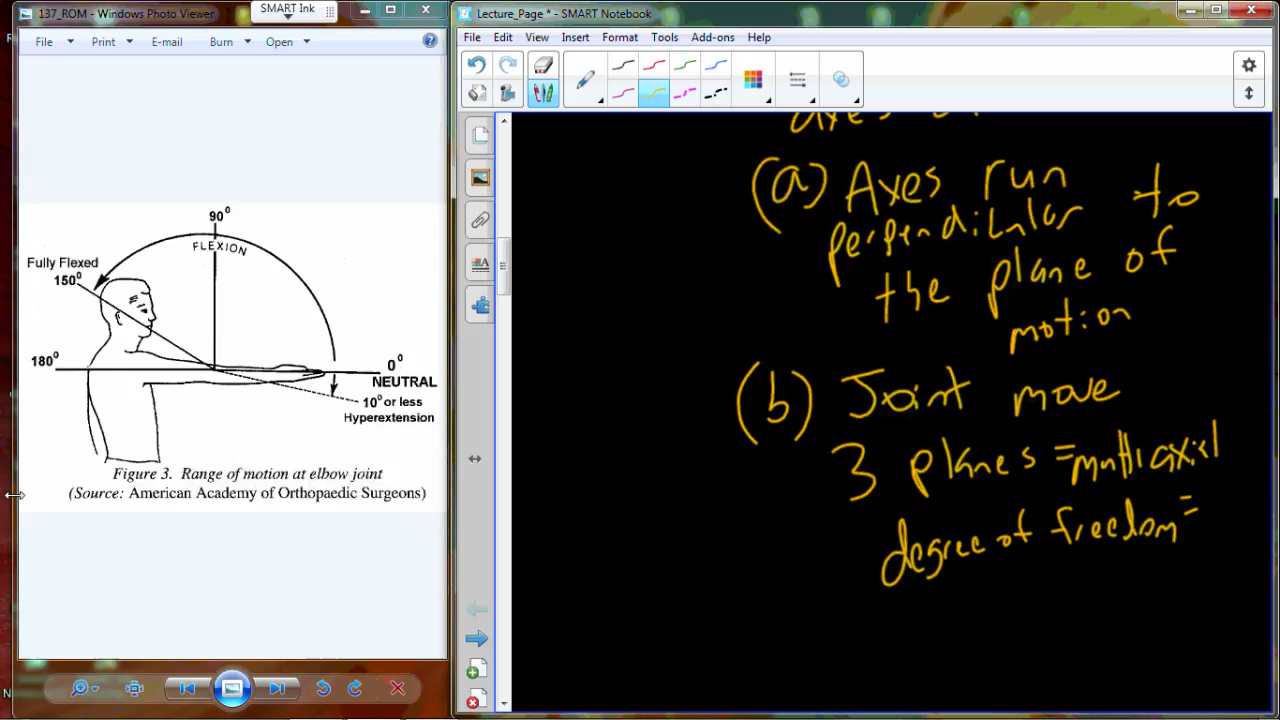 137_ROM - Windows Photo Viewer
SMART Ink
File Print E-mail Burn Open
90°
FLEXION
Fully Flexed
150°
180°
0°
NEUTRAL
10° or less
Hyperextension
Figure 3. Range of motion at elbow joint
(Source: American Academy of Orthopaedic Surgeons)
Lecture_Page * - SMART Notebook
File Edit View Insert Format Tools Add-ons Help
axes
(a) Axes run
perpendicular to
the plane of
motion
(b) Joint move
3 planes = multiaxial
degree of freedom =